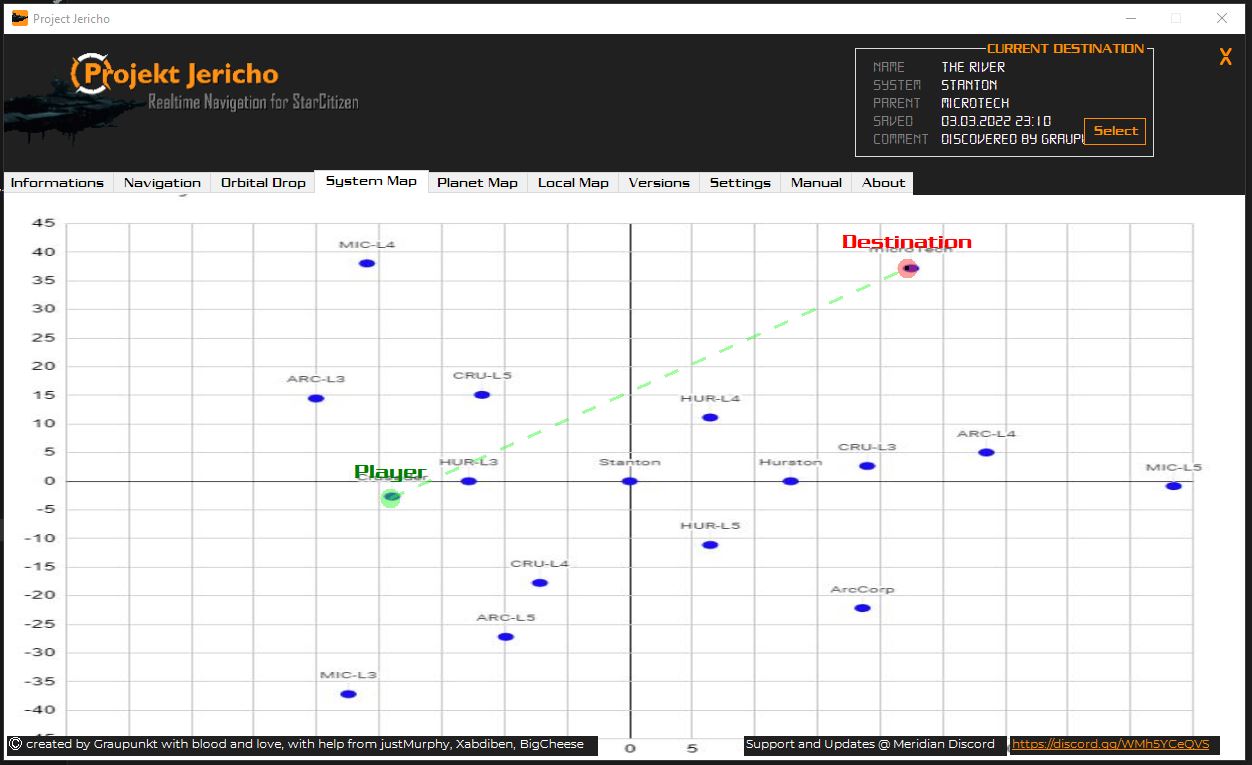 Project Jericho
Projekt Jericho
Realtime Navigation for StarCitizen
CURRENT DESTINATION
X
NAME THE RIVER
SYSTEM STANTON
PARENT MICROTECH
SAVED 03.03.2022 23:10
COMMENT DISCOVERED BY GRAUP
Select
Informations Navigation Orbital Drop System Map Planet Map Local Map Versions Settings Manual About
45
40
35
30
25
20
15
10
5
0
-5
-10
-15
-20
-25
-30
-35
-40
MIC-L4
Destination
microTech
ARC-L3
CRU-L5
HUR-L4
ARC-L4
CRU-L3
Player
HUR-L3
Stanton
Hurston
MIC-L5
HUR-L5
CRU-L4
ArcCorp
ARC-L5
MIC-L3
0 5
© created by Graupunkt with blood and love, with help from justMurphy, Xabdiben, BigCheese
Support and Updates @ Meridian Discord
https://discord.gg/WMh5YCeQVS